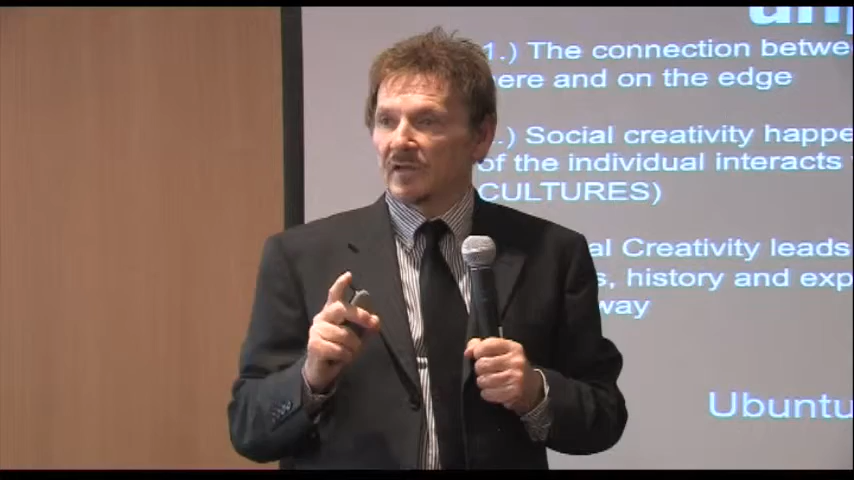 1.) The connection betwe
here and on the edge
.) Social creativity happe
of the individual interacts
CULTURES)
al Creativity leads
s, history and exp
way
Ubuntu